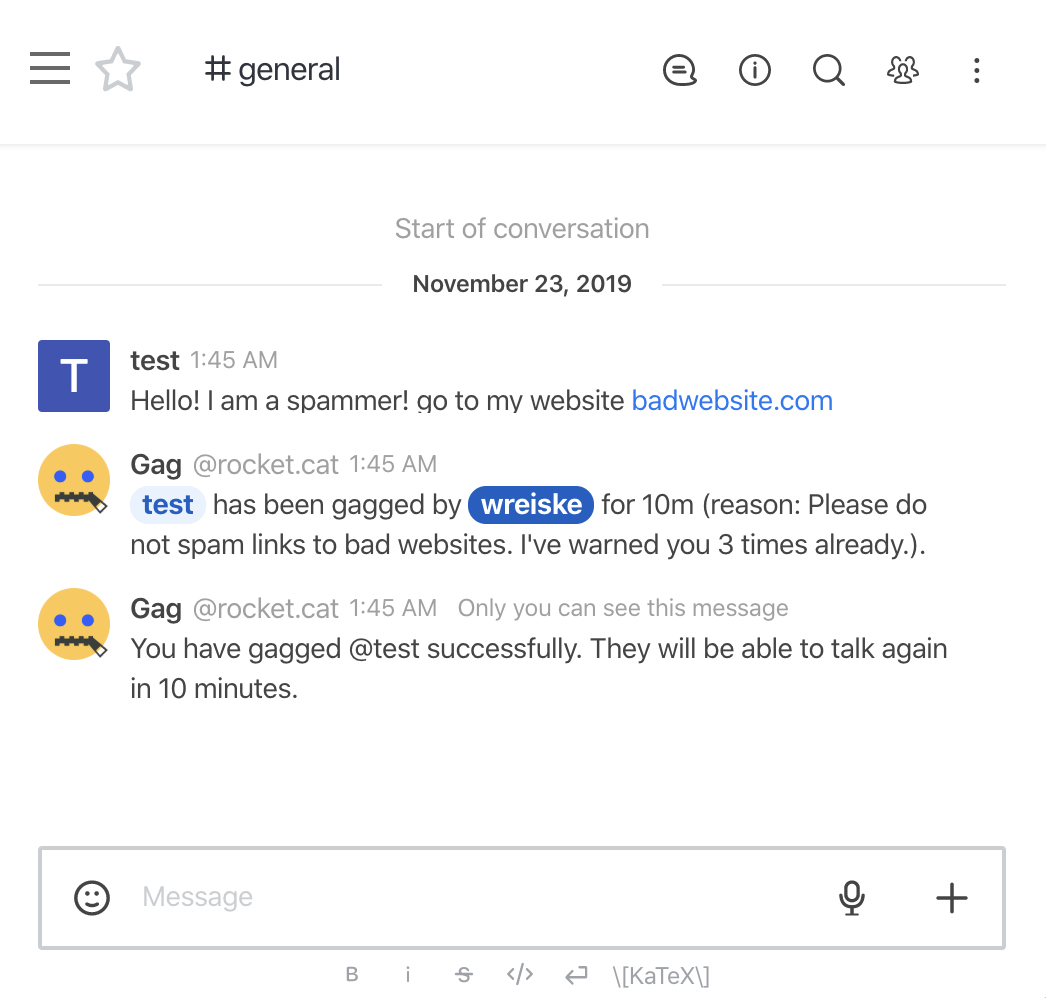 # general
Start of conversation
November 23, 2019
T
test 1:45 AM
Hello! I am a spammer! go to my website badwebsite.com
Gag @rocket.cat 1:45 AM
test has been gagged by wreiske for 10m (reason: Please do
not spam links to bad websites. I've warned you 3 times already.).
Gag @rocket.cat 1:45 AM Only you can see this message
You have gagged @test successfully. They will be able to talk again
in 10 minutes.
Message
B i S </> \[KaTeX\]